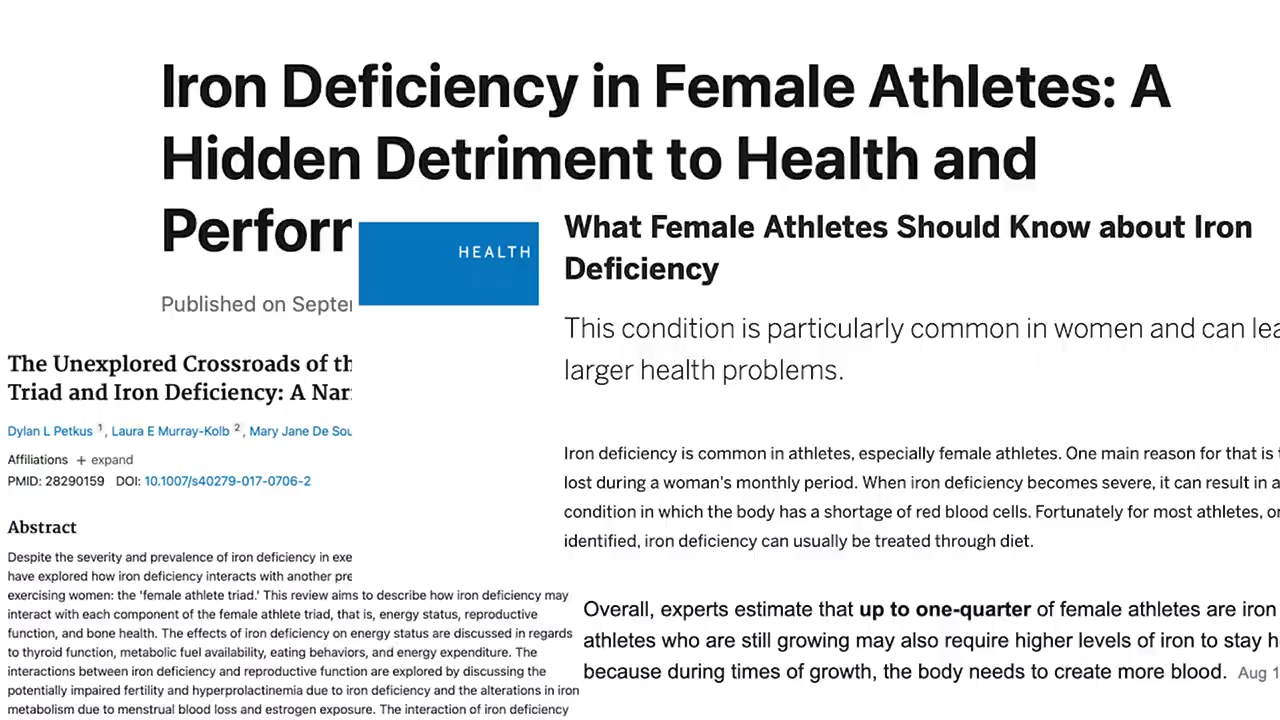 Iron Deficiency in Female Athletes: A
Hidden Detriment to Health and
Perform
Published on Septe
HEALTH
What Female Athletes Should Know about Iron
Deficiency
This condition is particularly common in women and can lea
larger health problems.
Iron deficiency is common in athletes, especially female athletes. One main reason for that is
lost during a woman's monthly period. When iron deficiency becomes severe, it can result in a
condition in which the body has a shortage of red blood cells. Fortunately for most athletes,
identified, iron deficiency can usually be treated through diet.
The Unexplored Crossroads of th
Triad and Iron Deficiency: A Nar
Dylan L Petkus 1, Laura E Murray-Kolb 2, Mary Jane De Sou
Affiliations + expand
PMID: 28290159 DOI: 10.1007/s40279-017-0706-2
Abstract
Despite the severity and prevalence of iron deficiency in exe
have explored how iron deficiency interacts with another pre
exercising women: the 'female athlete triad.' This review aims to describe how iron deficiency may
interact with each component of the female athlete triad, that is, energy status, reproductive
function, and bone health. The effects of iron deficiency on energy status are discussed in regards
to thyroid function, metabolic fuel availability, eating behaviors, and energy expenditure. The
interactions between iron deficiency and reproductive function are explored by discussing the
potentially impaired fertility and hyperprolactinemia due to iron deficiency and the alterations in iron
metabolism due to menstrual blood loss and estrogen exposure. The interaction of iron deficiency
Overall, experts estimate that up to one-quarter of female athletes are iron
athletes who are still growing may also require higher levels of iron to stay h
because during times of growth, the body needs to create more blood. Aug 1